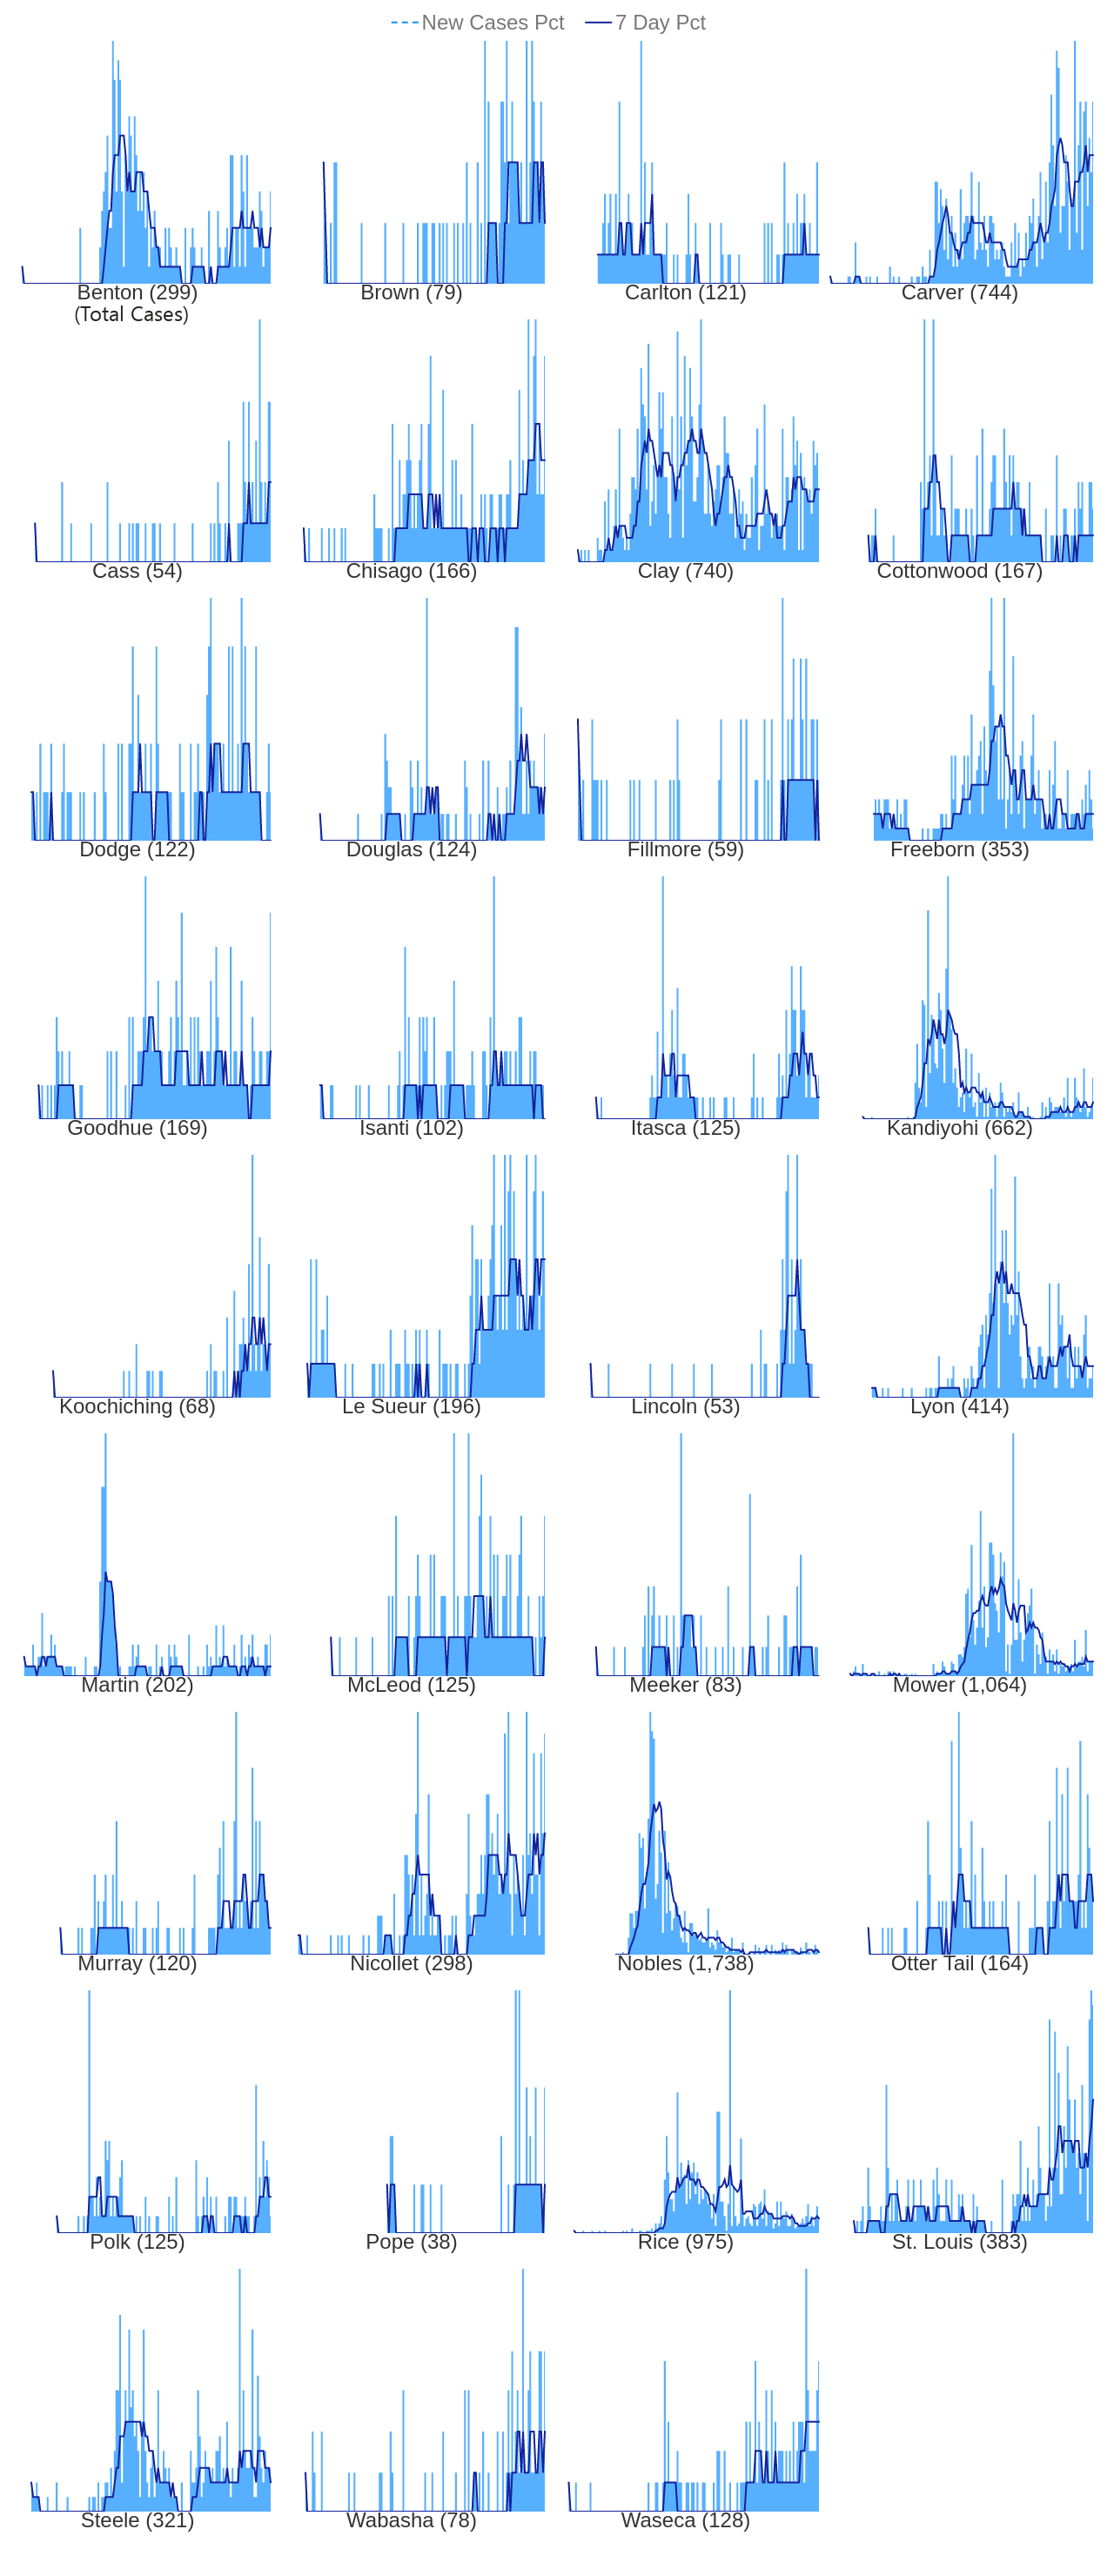 New Cases Pct 7 Day Pct
Benton (299) Brown (79) Carlton (121) Carver (744)
(Total Cases)
Cass (54) Chisago (166) Clay (740) Cottonwood (167)
Dodge (122) Douglas (124) Fillmore (59) Freeborn (353)
Goodhue (169) Isanti (102) Itasca (125) Kandiyohi (662)
Koochiching (68) Le Sueur (196) Lincoln (53) Lyon (414)
Martin (202) McLeod (125) Meeker (83) Mower (1,064)
Murray (120) Nicollet (298) Nobles (1,738) Otter Tail (164)
Polk (125) Pope (38) Rice (975) St. Louis (383)
Steele (321) Wabasha (78) Waseca (128)